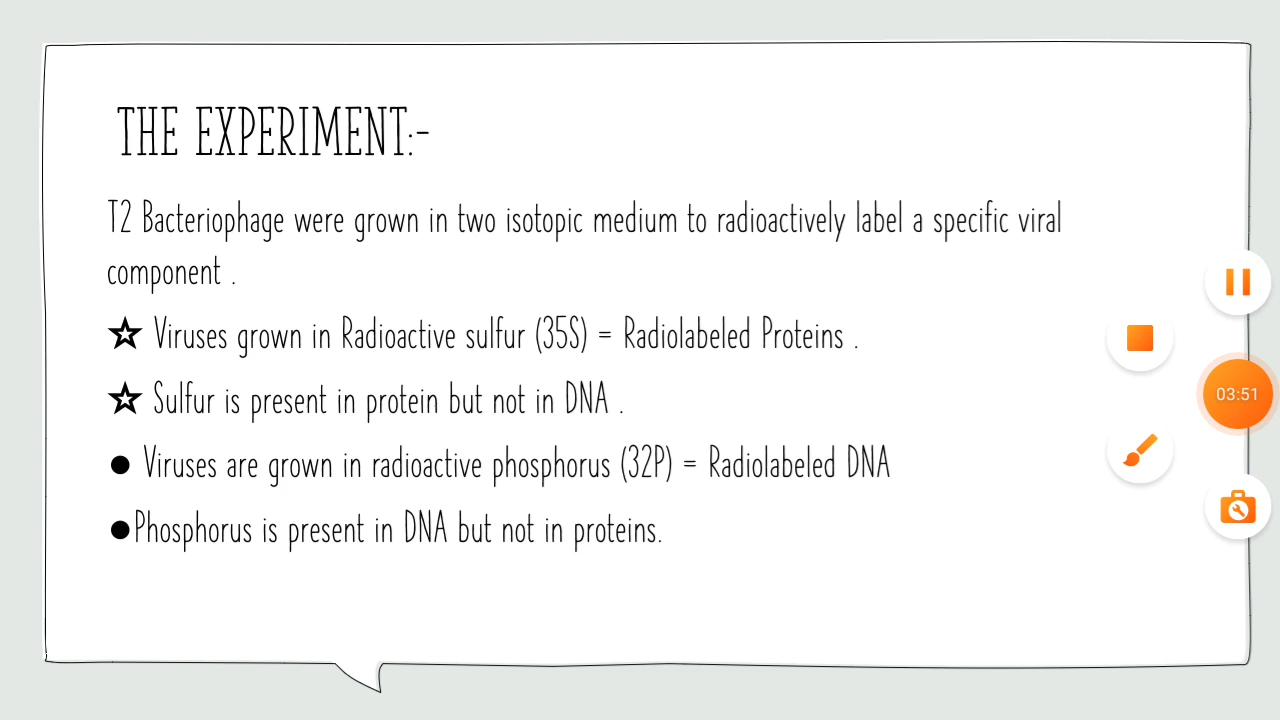 THE EXPERIMENT:-
T2 Bacteriophage were grown in two isotopic medium to radioactively label a specific viral
component .
☆ Viruses grown in Radioactive sulfur (35S) = Radiolabeled Proteins .
☆ Sulfur is present in protein but not in DNA .
● Viruses are grown in radioactive phosphorus (32P) = Radiolabeled DNA
●Phosphorus is present in DNA but not in proteins.
03:51